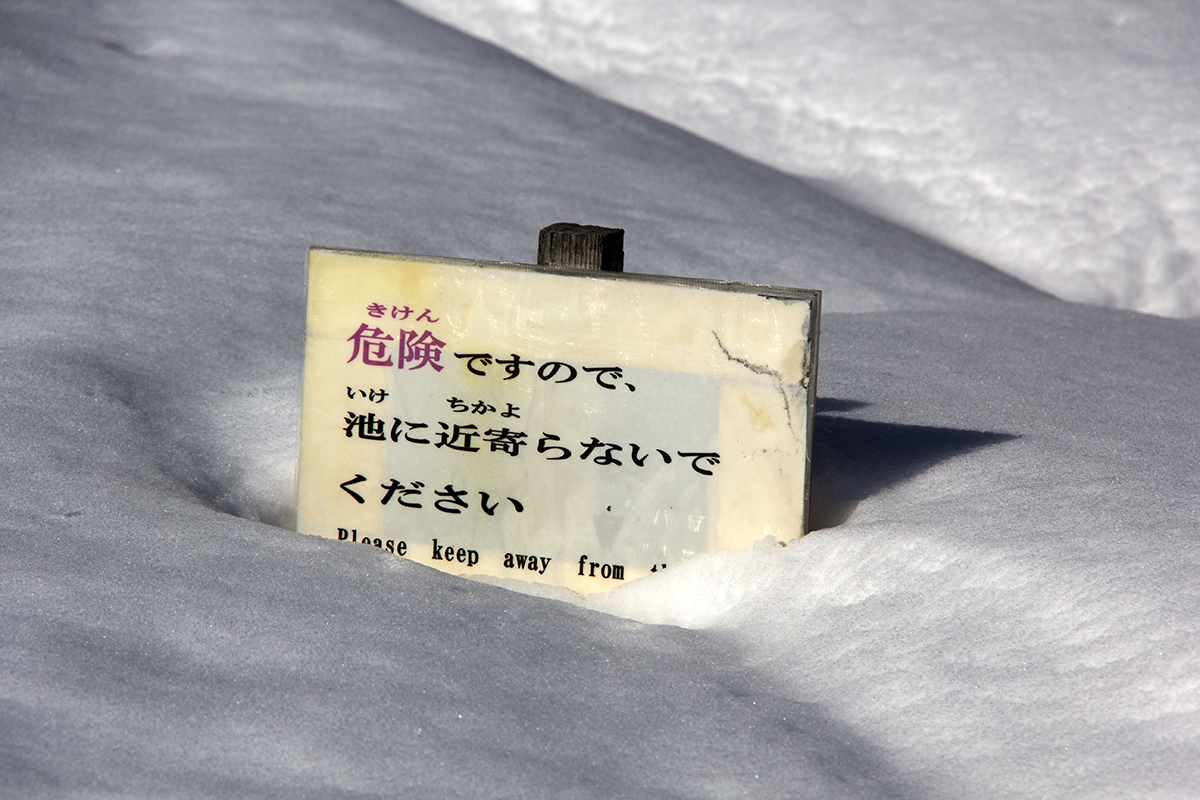 きけん
危険ですので、
いけ ちかよ
池に近寄らないで
ください
Please keep away from